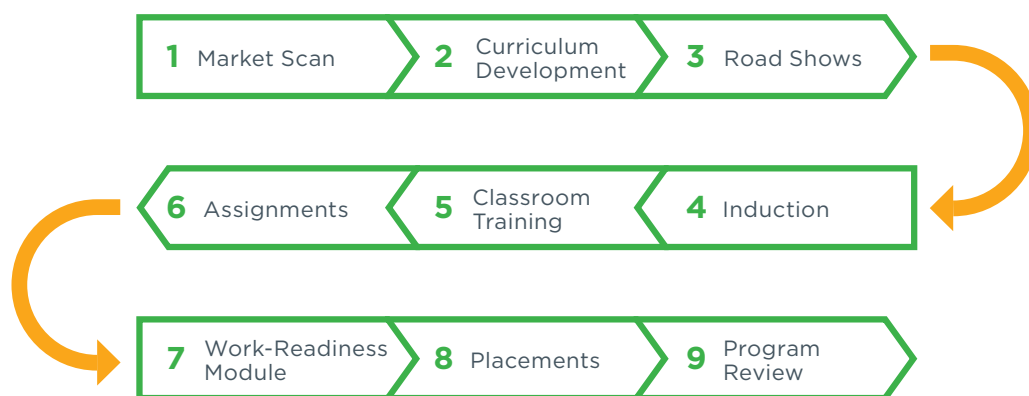 1 Market Scan
2 Curriculum
Development
3 Road Shows
4 Induction
5 Classroom
Training
6 Assignments
7 Work-Readiness
Module
8 Placements
9 Program
Review